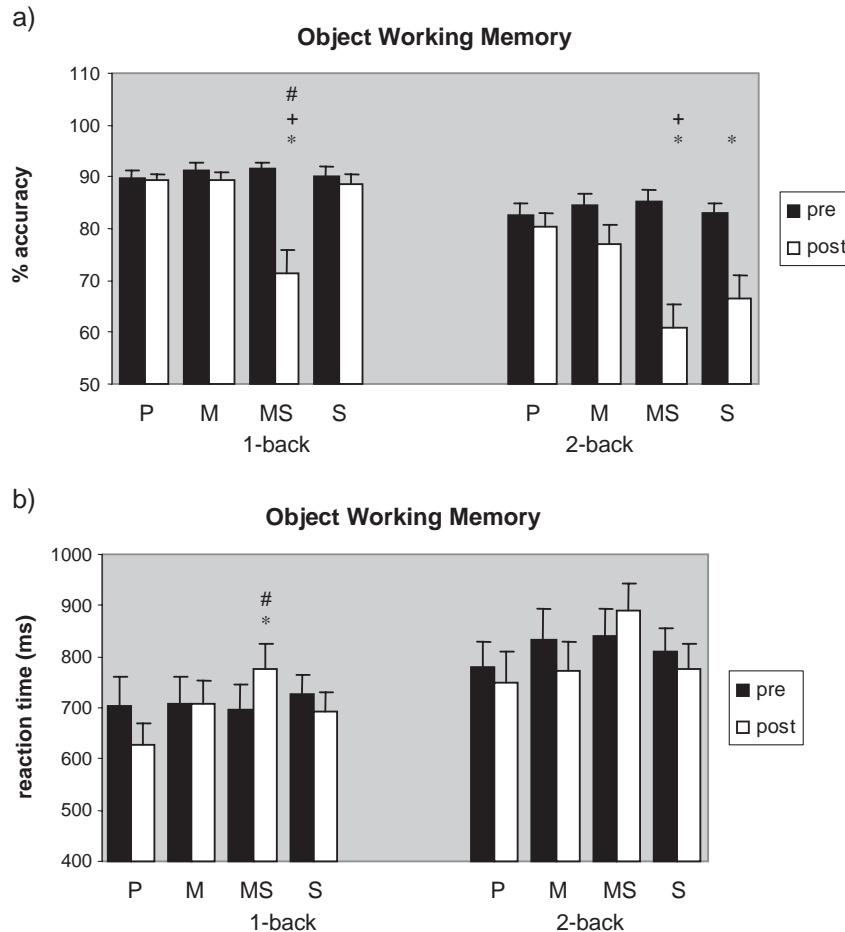 a)
Object Working Memory
% accuracy
110
100
90
80
70
60
50
#
+
*
+
*
*
pre
post
P M MS S P M MS S
1-back 2-back
b)
Object Working Memory
reaction time (ms)
1000
900
800
700
600
500
400
#
*
pre
post
P M MS S P M MS S
1-back 2-back